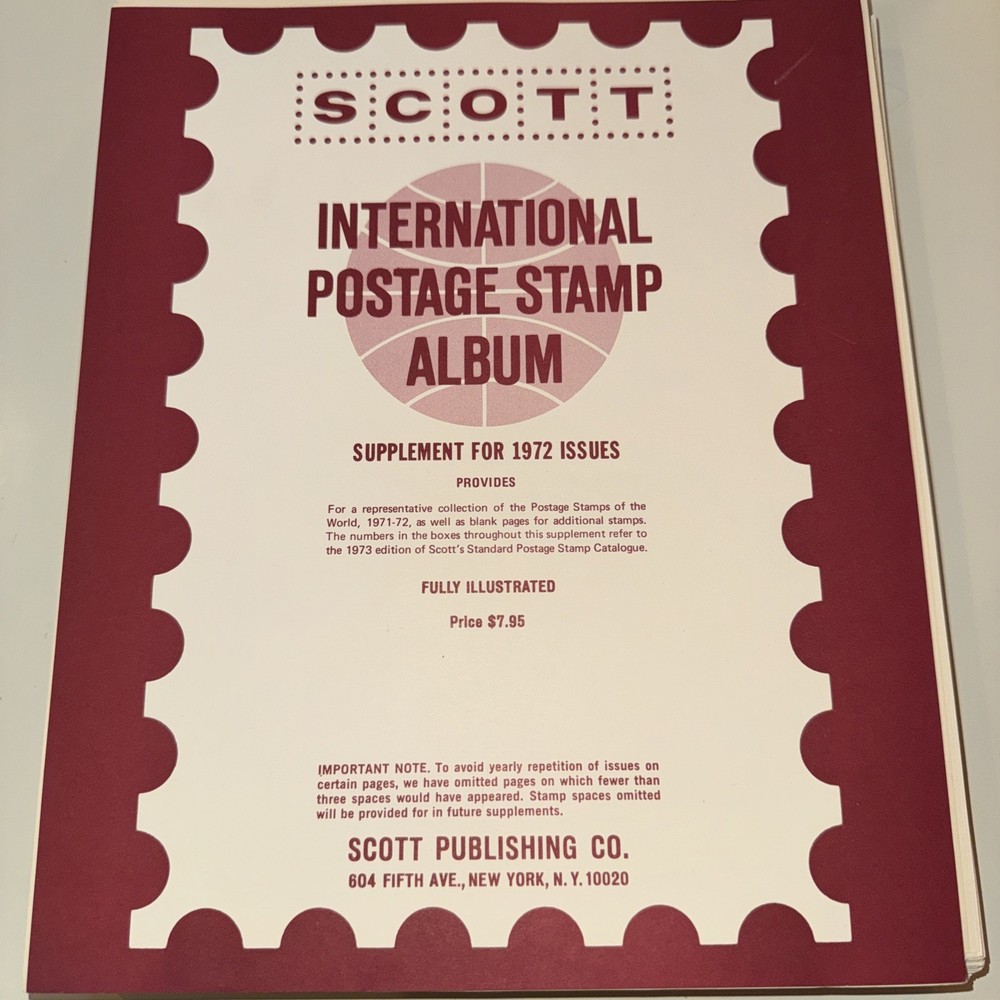 SCOTT
INTERNATIONAL
POSTAGE STAMP
ALBUM
SUPPLEMENT FOR 1972 ISSUES
PROVIDES
For a representative collection of the Postage Stamps of the
World, 1971-72, as well as blank pages for additional stamps.
The numbers in the boxes throughout this supplement refer to
the 1973 edition of Scott's Standard Postage Stamp Catalogue.
FULLY ILLUSTRATED
Price $7.95
IMPORTANT NOTE. To avoid yearly repetition of issues on
certain pages, we have omitted pages on which fewer than
three spaces would have appeared. Stamp spaces omitted
will be provided for in future supplements.
SCOTT PUBLISHING CO.
604 FIFTH AVE., NEW YORK, N. Y. 10020